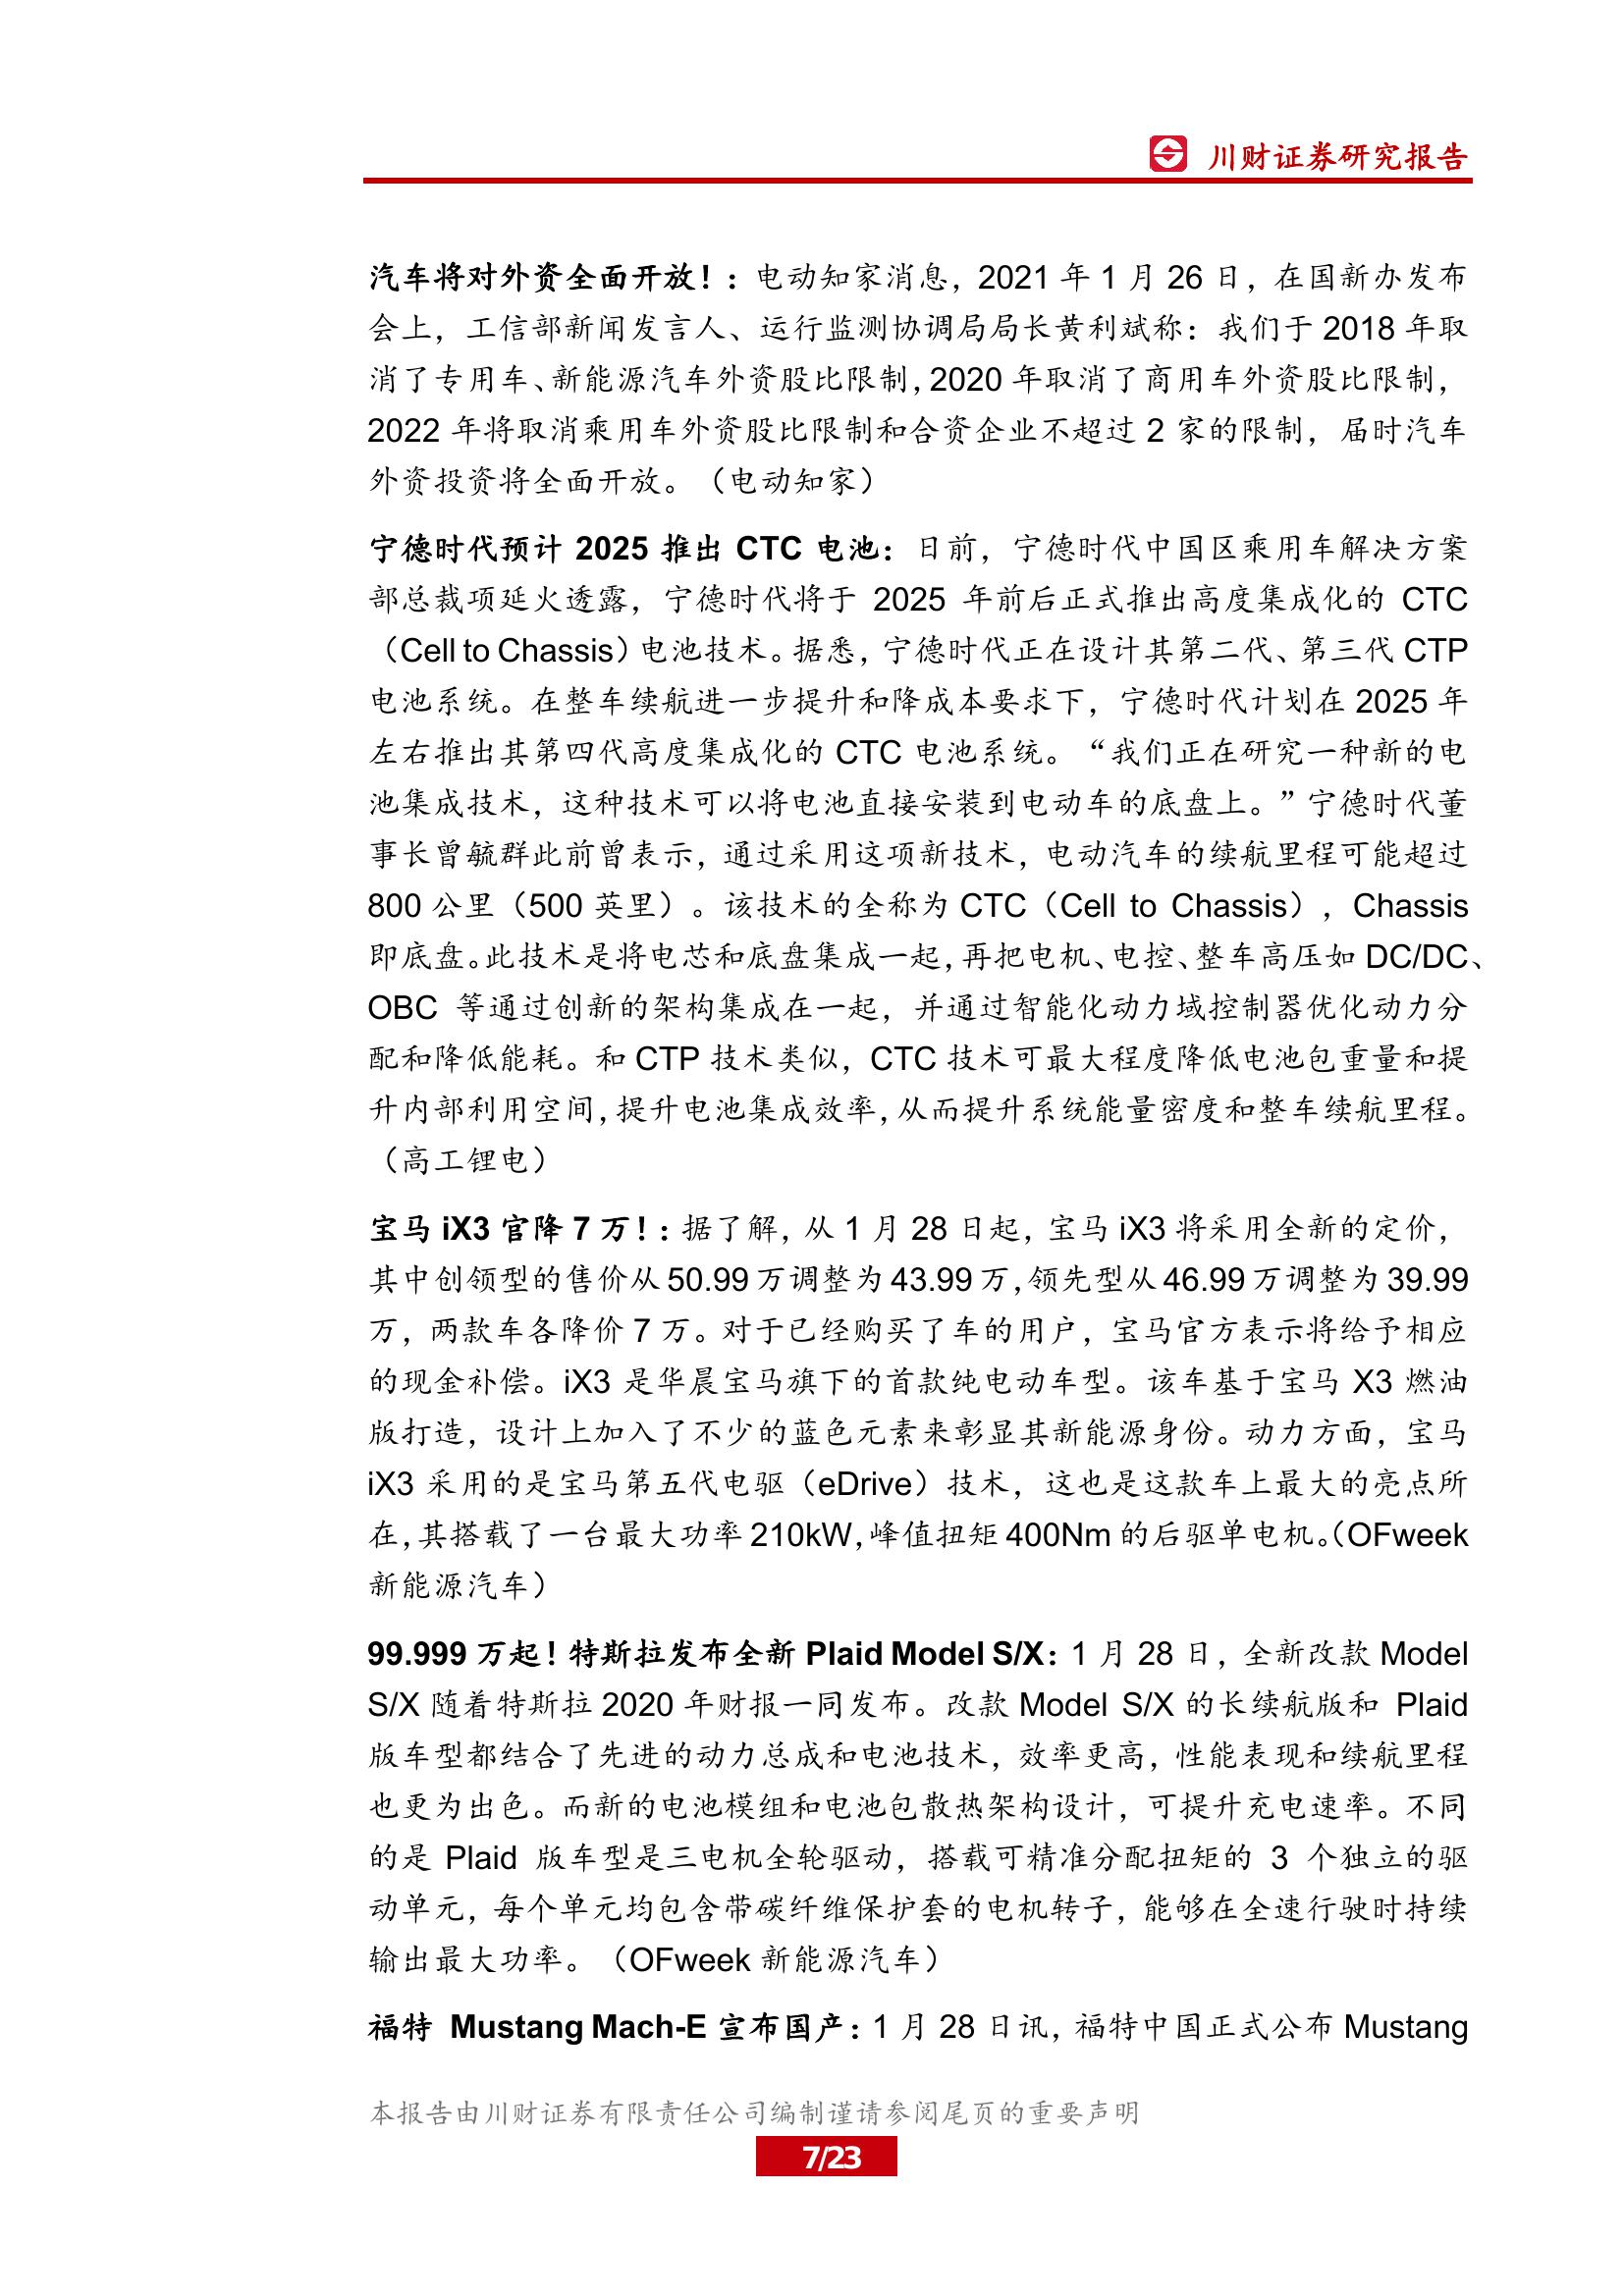 川财证券研究报告
汽车将对外资全面开放！：电动知家消息，2021 年 1 月 26 日，在国新办发布
会上，工信部新闻发言人、运行监测协调局局长黄利斌称：我们于 2018 年取
消了专用车、新能源汽车外资股比限制，2020 年取消了商用车外资股比限制，
2022 年将取消乘用车外资股比限制和合资企业不超过 2 家的限制，届时汽车
外资投资将全面开放。（电动知家）
宁德时代预计 2025 推出 CTC 电池：日前，宁德时代中国区乘用车解决方案
部总裁项延火透露，宁德时代将于 2025 年前后正式推出高度集成化的 CTC
（Cell to Chassis）电池技术。据悉，宁德时代正在设计其第二代、第三代 CTP
电池系统。在整车续航进一步提升和降成本要求下，宁德时代计划在 2025 年
左右推出其第四代高度集成化的 CTC 电池系统。“我们正在研究一种新的电
池集成技术，这种技术可以将电池直接安装到电动车的底盘上。”宁德时代董
事长曾毓群此前曾表示，通过采用这项新技术，电动汽车的续航里程可能超过
800 公里（500 英里）。该技术的全称为 CTC（Cell to Chassis），Chassis
即底盘。此技术是将电芯和底盘集成一起，再把电机、电控、整车高压如 DC/DC、
OBC 等通过创新的架构集成在一起，并通过智能化动力域控制器优化动力分
配和降低能耗。和 CTP 技术类似，CTC 技术可最大程度降低电池包重量和提
升内部利用空间，提升电池集成效率，从而提升系统能量密度和整车续航里程。
（高工锂电）
宝马 iX3 官降 7 万！：据了解，从 1 月 28 日起，宝马 iX3 将采用全新的定价，
其中创领型的售价从 50.99 万调整为 43.99 万，领先型从 46.99 万调整为 39.99
万，两款车各降价 7 万。对于已经购买了车的用户，宝马官方表示将给予相应
的现金补偿。iX3 是华晨宝马旗下的首款纯电动车型。该车基于宝马 X3 燃油
版打造，设计上加入了不少的蓝色元素来彰显其新能源身份。动力方面，宝马
iX3 采用的是宝马第五代电驱（eDrive）技术，这也是这款车上最大的亮点所
在，其搭载了一台最大功率 210kW，峰值扭矩 400Nm 的后驱单电机。（OFweek
新能源汽车）
99.999 万起！特斯拉发布全新 Plaid Model S/X：1 月 28 日，全新改款 Model
S/X 随着特斯拉 2020 年财报一同发布。改款 Model S/X 的长续航版和 Plaid
版车型都结合了先进的动力总成和电池技术，效率更高，性能表现和续航里程
也更为出色。而新的电池模组和电池包散热架构设计，可提升充电速率。不同
的是 Plaid 版车型是三电机全轮驱动，搭载可精准分配扭矩的 3 个独立的驱
动单元，每个单元均包含带碳纤维保护套的电机转子，能够在全速行驶时持续
输出最大功率。（OFweek 新能源汽车）
福特 Mustang Mach-E 宣布国产：1 月 28 日讯，福特中国正式公布 Mustang
本报告由川财证券有限责任公司编制谨请参阅尾页的重要声明
7/23